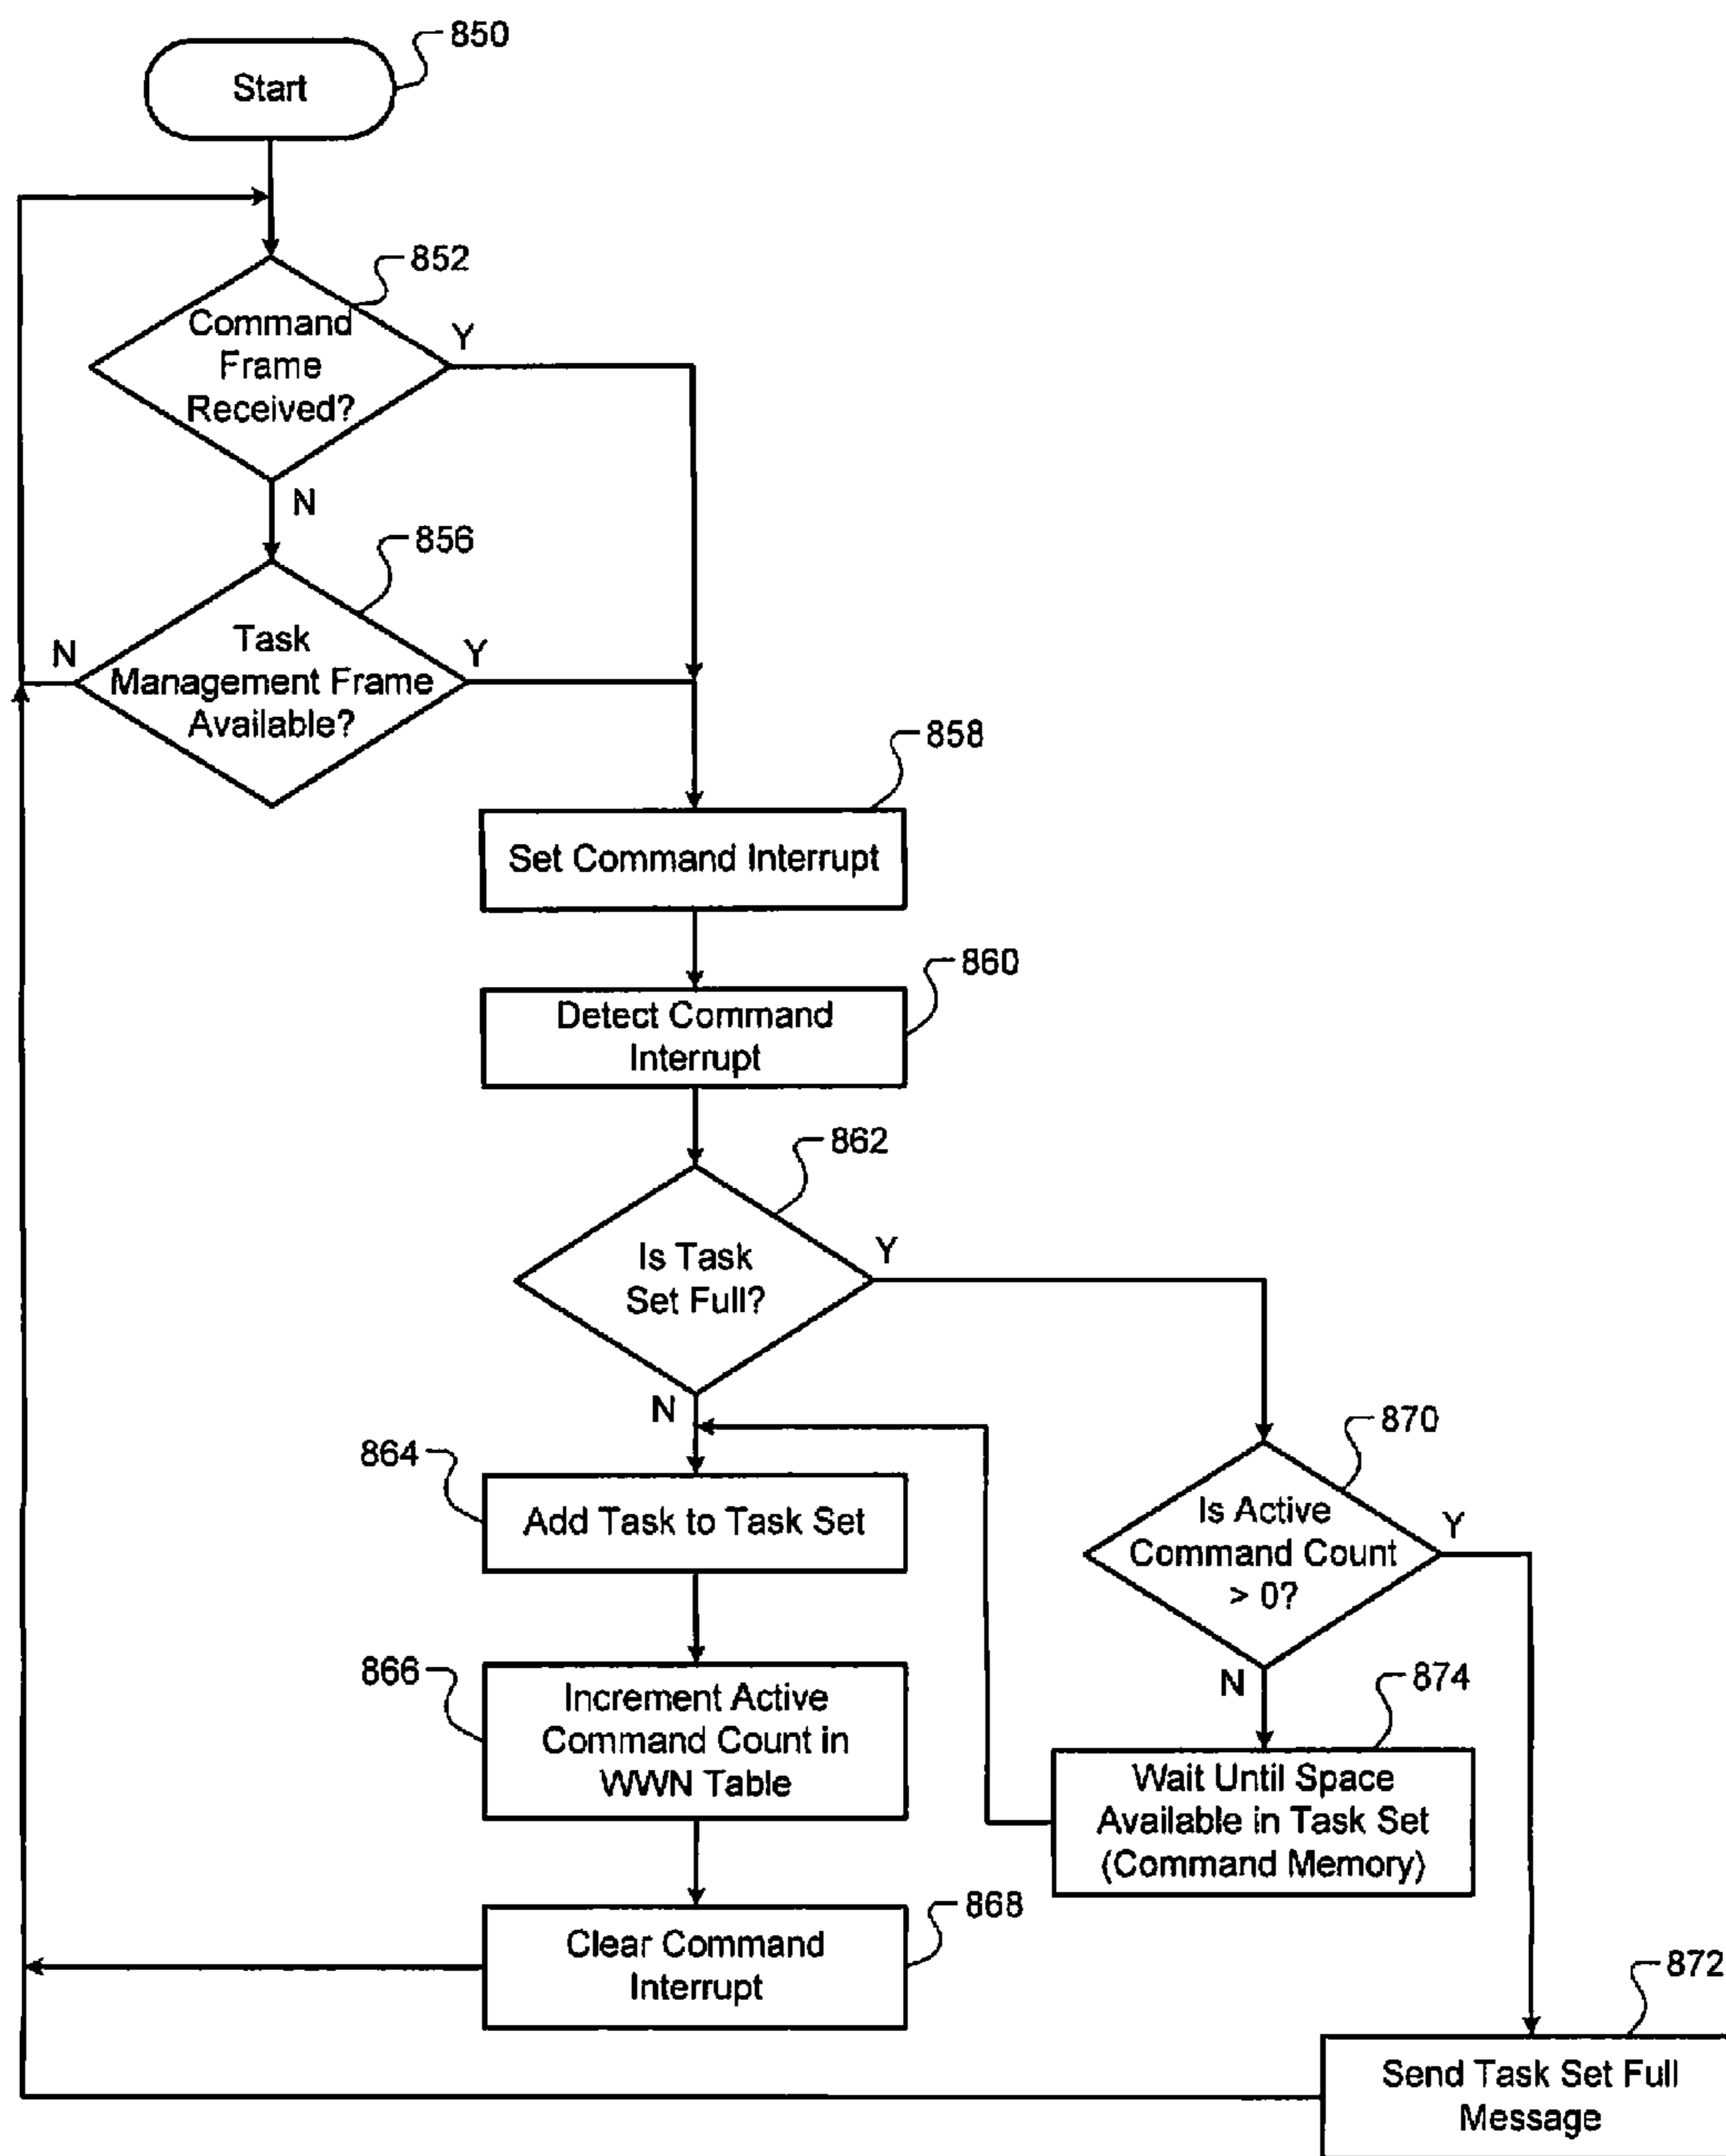 850
Start
852
Command
Frame
Received?
Y
N
856
Task
Management Frame
Available?
N
Y
858
Set Command Interrupt
860
Detect Command
Interrupt
862
Is Task
Set Full?
Y
N
864
Add Task to Task Set
870
Is Active
Command Count
> 0?
Y
N
866
Increment Active
Command Count in
WWN Table
874
Wait Until Space
Available in Task Set
(Command Memory)
868
Clear Command
Interrupt
872
Send Task Set Full
Message